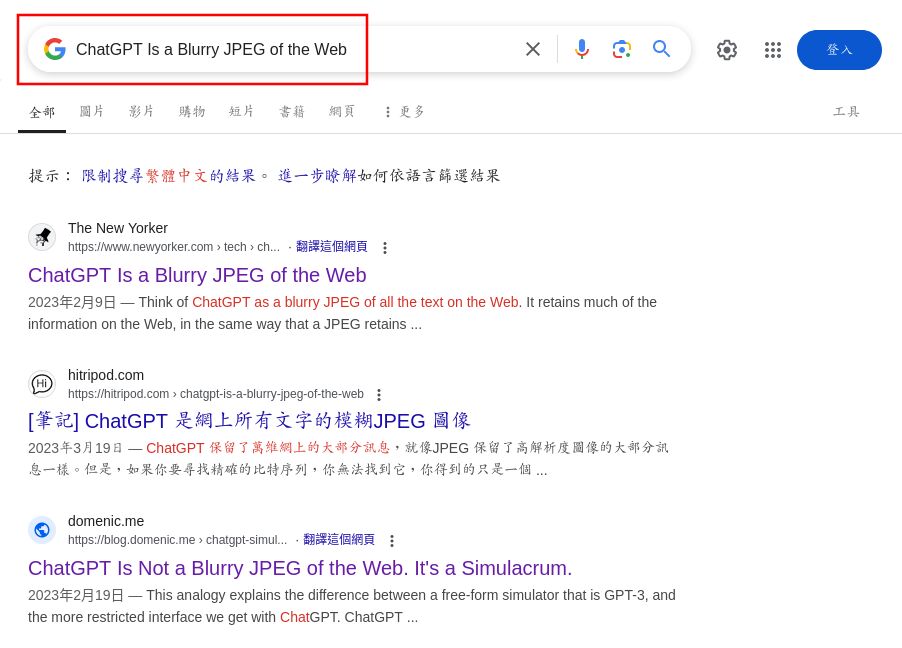 ChatGPT Is a Blurry JPEG of the Web
登入
全部 圖片 影片 購物 短片 書籍 網頁 更多 工具
提示： 限制搜尋繁體中文的結果。 進一步瞭解如何依語言篩選結果
The New Yorker
https://www.newyorker.com › tech › ch... · 翻譯這個網頁
ChatGPT Is a Blurry JPEG of the Web
2023年2月9日 — Think of ChatGPT as a blurry JPEG of all the text on the Web. It retains much of the
information on the Web, in the same way that a JPEG retains ...
Hi
hitripod.com
https://hitripod.com › chatgpt-is-a-blurry-jpeg-of-the-web
[筆記] ChatGPT 是網上所有文字的模糊JPEG 圖像
2023年3月19日 — ChatGPT 保留了萬維網上的大部分訊息，就像JPEG 保留了高解析度圖像的大部分訊
息一樣。但是，如果你要尋找精確的比特序列，你無法找到它，你得到的只是一個 ...
domenic.me
https://blog.domenic.me › chatgpt-simul... · 翻譯這個網頁
ChatGPT Is Not a Blurry JPEG of the Web. It's a Simulacrum.
2023年2月19日 — This analogy explains the difference between a free-form simulator that is GPT-3, and
the more restricted interface we get with ChatGPT. ChatGPT ...